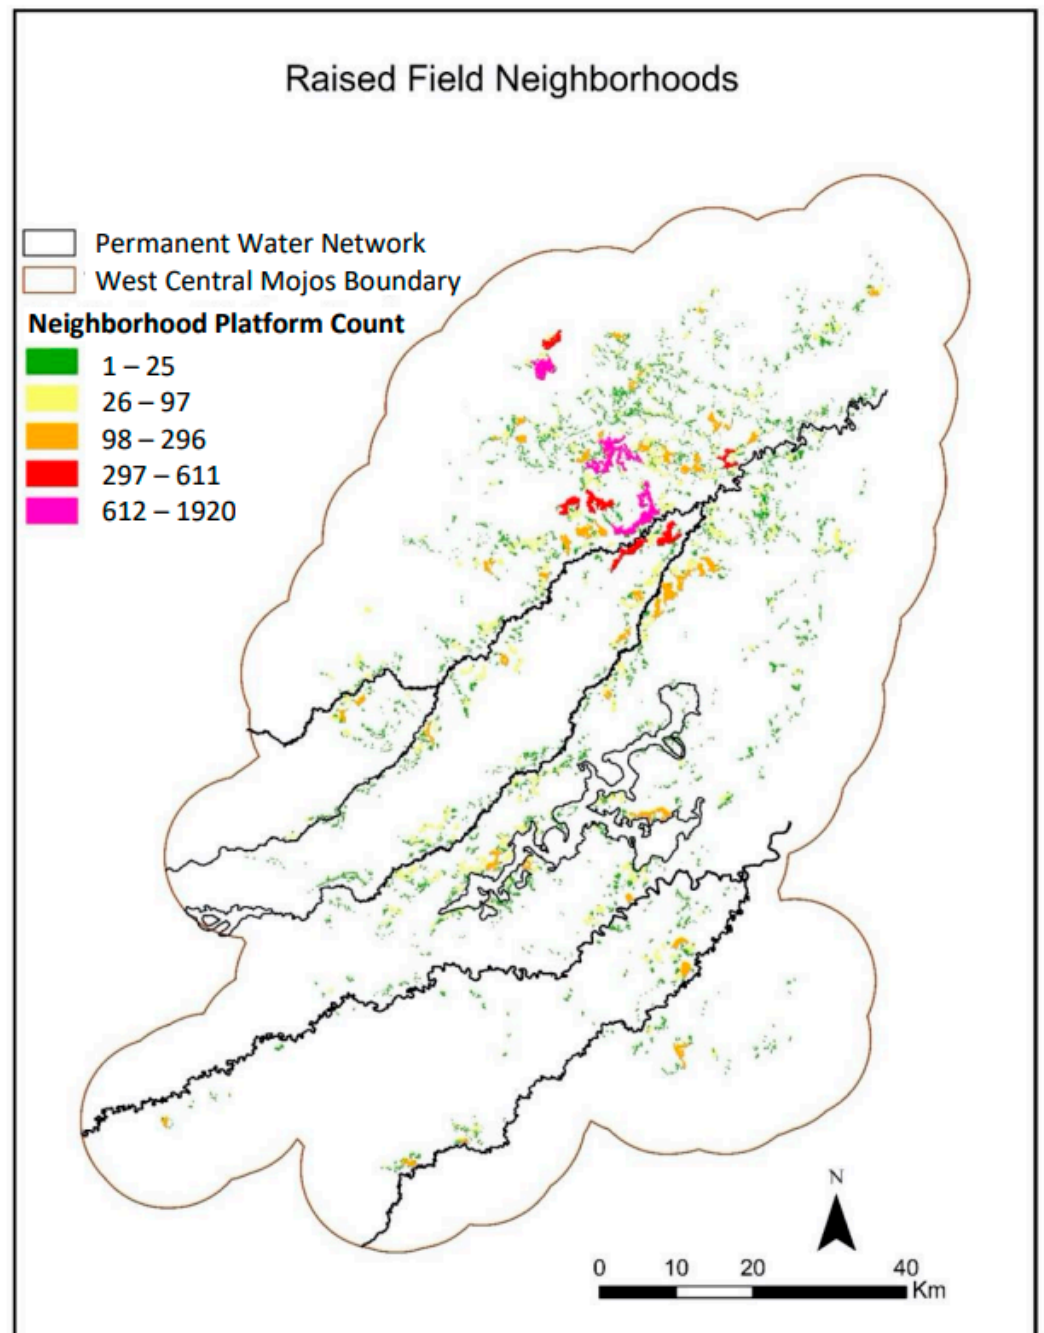 Raised Field Neighborhoods
Permanent Water Network
West Central Mojos Boundary
Neighborhood Platform Count
1 – 25
26 – 97
98 – 296
297 – 611
612 – 1920
N
0 10 20 40
Km